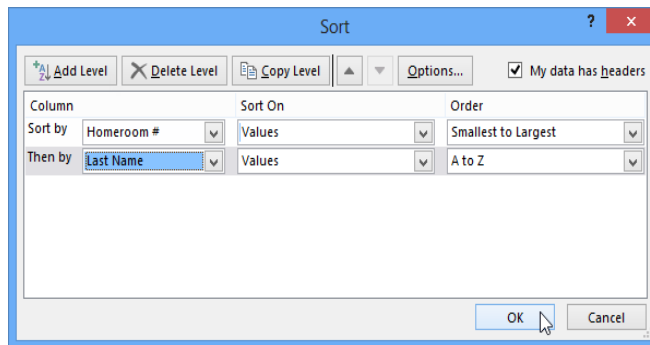 Sort ? ×
A Z Add Level Delete Level Copy Level Options... My data has headers
Column Sort On Order
Sort by Homeroom # Values Smallest to Largest
Then by Last Name Values A to Z
OK Cancel